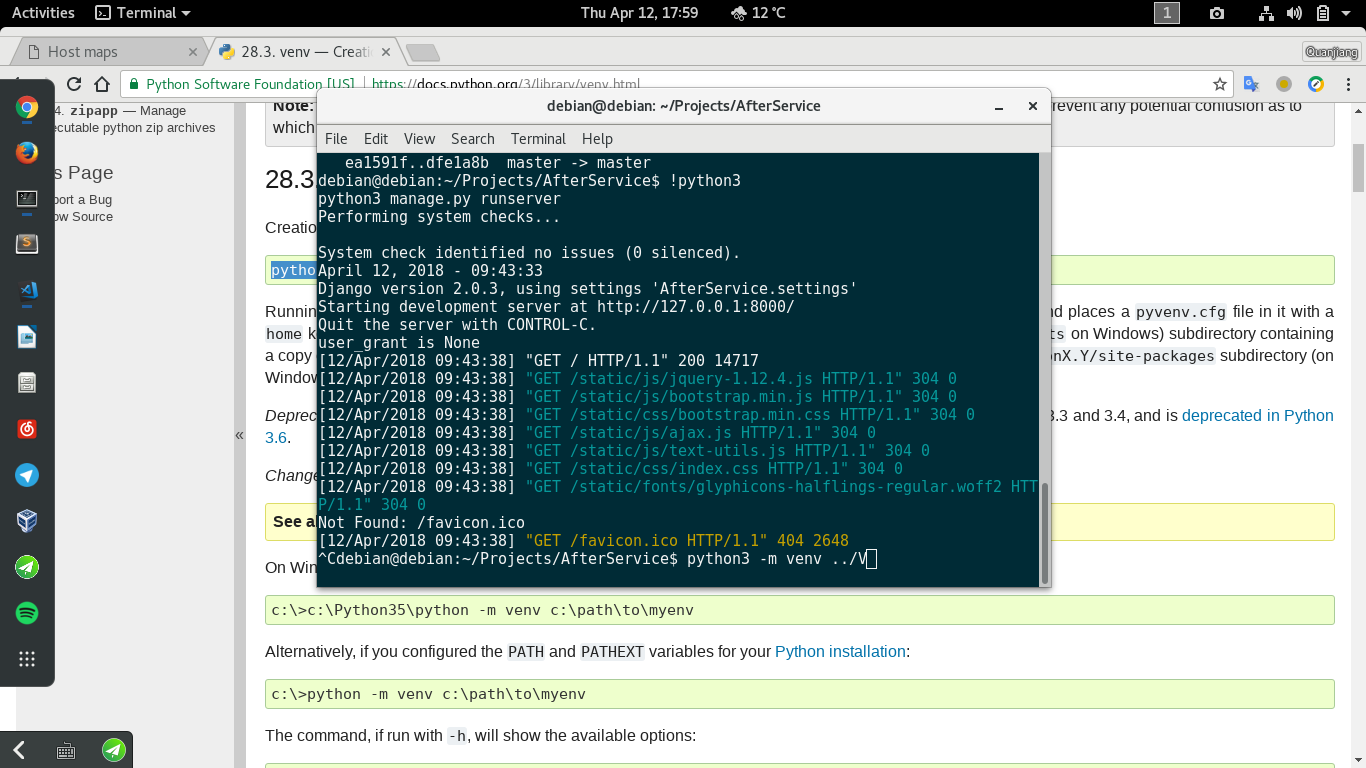 Activities Terminal Thu Apr 12, 17:59 12 °C 1
Host maps 28.3. venv — Creatio Quanjiang
Python Software Foundation [US] https://docs.python.org/3/library/venv.html
4. zipapp — Manage
ecutable python zip archives
s Page
port a Bug
ow Source
«
Note:
revent any potential confusion as to
which
debian@debian: ~/Projects/AfterService
File Edit View Search Terminal Help
ea1591f..dfe1a8b master -> master
debian@debian:~/Projects/AfterService$ !python3
python3 manage.py runserver
Performing system checks...
System check identified no issues (0 silenced).
April 12, 2018 - 09:43:33
Django version 2.0.3, using settings 'AfterService.settings'
Starting development server at http://127.0.0.1:8000/
Quit the server with CONTROL-C.
user_grant is None
[12/Apr/2018 09:43:38] "GET / HTTP/1.1" 200 14717
[12/Apr/2018 09:43:38] "GET /static/js/jquery-1.12.4.js HTTP/1.1" 304 0
[12/Apr/2018 09:43:38] "GET /static/js/bootstrap.min.js HTTP/1.1" 304 0
[12/Apr/2018 09:43:38] "GET /static/css/bootstrap.min.css HTTP/1.1" 304 0
[12/Apr/2018 09:43:38] "GET /static/js/ajax.js HTTP/1.1" 304 0
[12/Apr/2018 09:43:38] "GET /static/js/text-utils.js HTTP/1.1" 304 0
[12/Apr/2018 09:43:38] "GET /static/css/index.css HTTP/1.1" 304 0
[12/Apr/2018 09:43:38] "GET /static/fonts/glyphicons-halflings-regular.woff2 HTT
P/1.1" 304 0
Not Found: /favicon.ico
[12/Apr/2018 09:43:38] "GET /favicon.ico HTTP/1.1" 404 2648
^Cdebian@debian:~/Projects/AfterService$ python3 -m venv ../V
28.3
Creatio
pytho
Runnin
d places a pyvenv.cfg file in it with a
home k
ts on Windows) subdirectory containing
a copy
onX.Y/site-packages subdirectory (on
Window
Deprec
3.3 and 3.4, and is deprecated in Python
3.6.
Change
See a
On Win
c:\>c:\Python35\python -m venv c:\path\to\myenv
Alternatively, if you configured the PATH and PATHEXT variables for your Python installation:
c:\>python -m venv c:\path\to\myenv
The command, if run with -h, will show the available options: